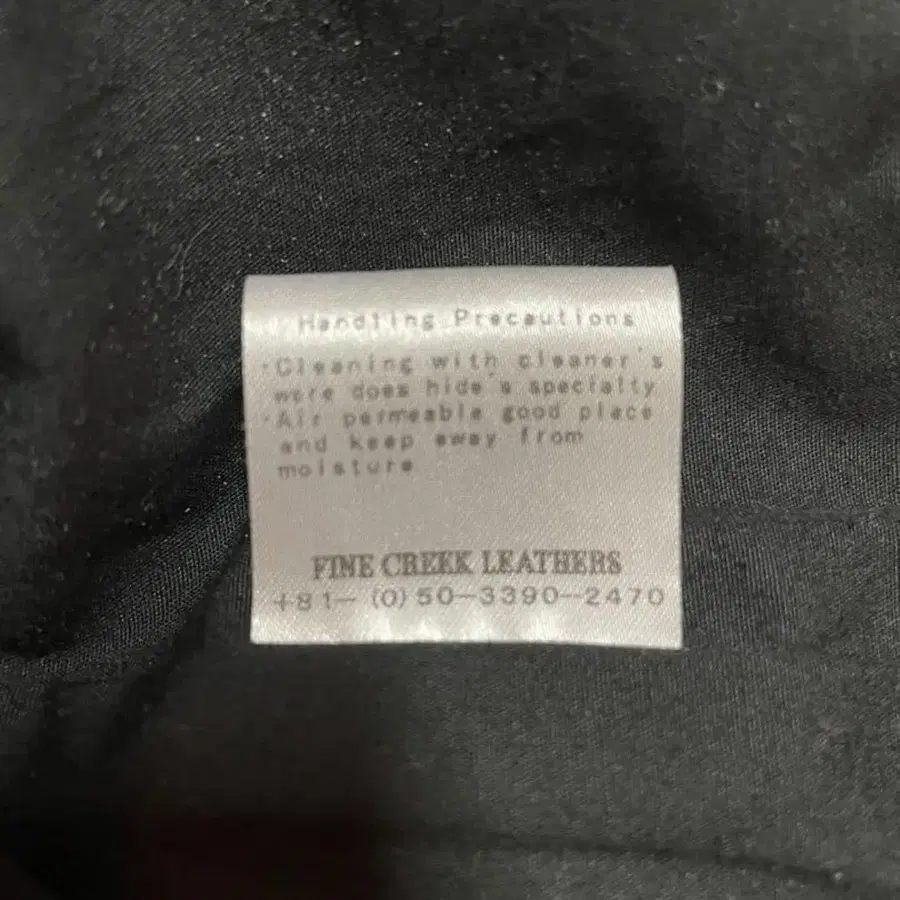 Handling Precautions
·Cleaning with cleaner's
were does hide's specialty
·Air permeable good place
and keep away from
moisture
FINE CREEK LEATHERS
+81-(0)50-3390-2470